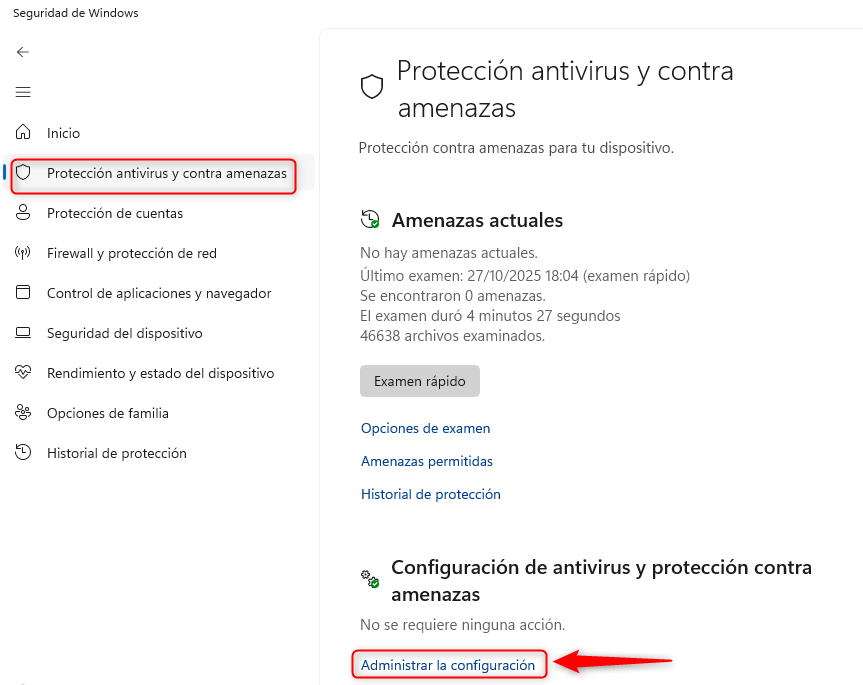 Seguridad de Windows
Inicio
Protección antivirus y contra amenazas
Protección de cuentas
Firewall y protección de red
Control de aplicaciones y navegador
Seguridad del dispositivo
Rendimiento y estado del dispositivo
Opciones de familia
Historial de protección
Protección antivirus y contra
amenazas
Protección contra amenazas para tu dispositivo.
Amenazas actuales
No hay amenazas actuales.
Último examen: 27/10/2025 18:04 (examen rápido)
Se encontraron 0 amenazas.
El examen duró 4 minutos 27 segundos
46638 archivos examinados.
Examen rápido
Opciones de examen
Amenazas permitidas
Historial de protección
Configuración de antivirus y protección contra
amenazas
No se requiere ninguna acción.
Administrar la configuración